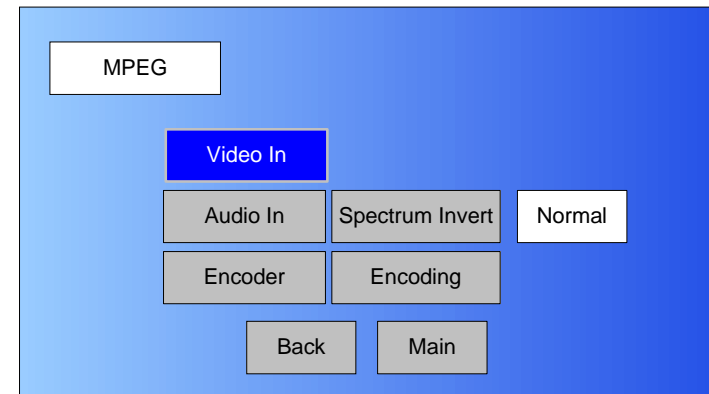 MPEG
Video In
Audio In Spectrum Invert Normal
Encoder Encoding
Back Main